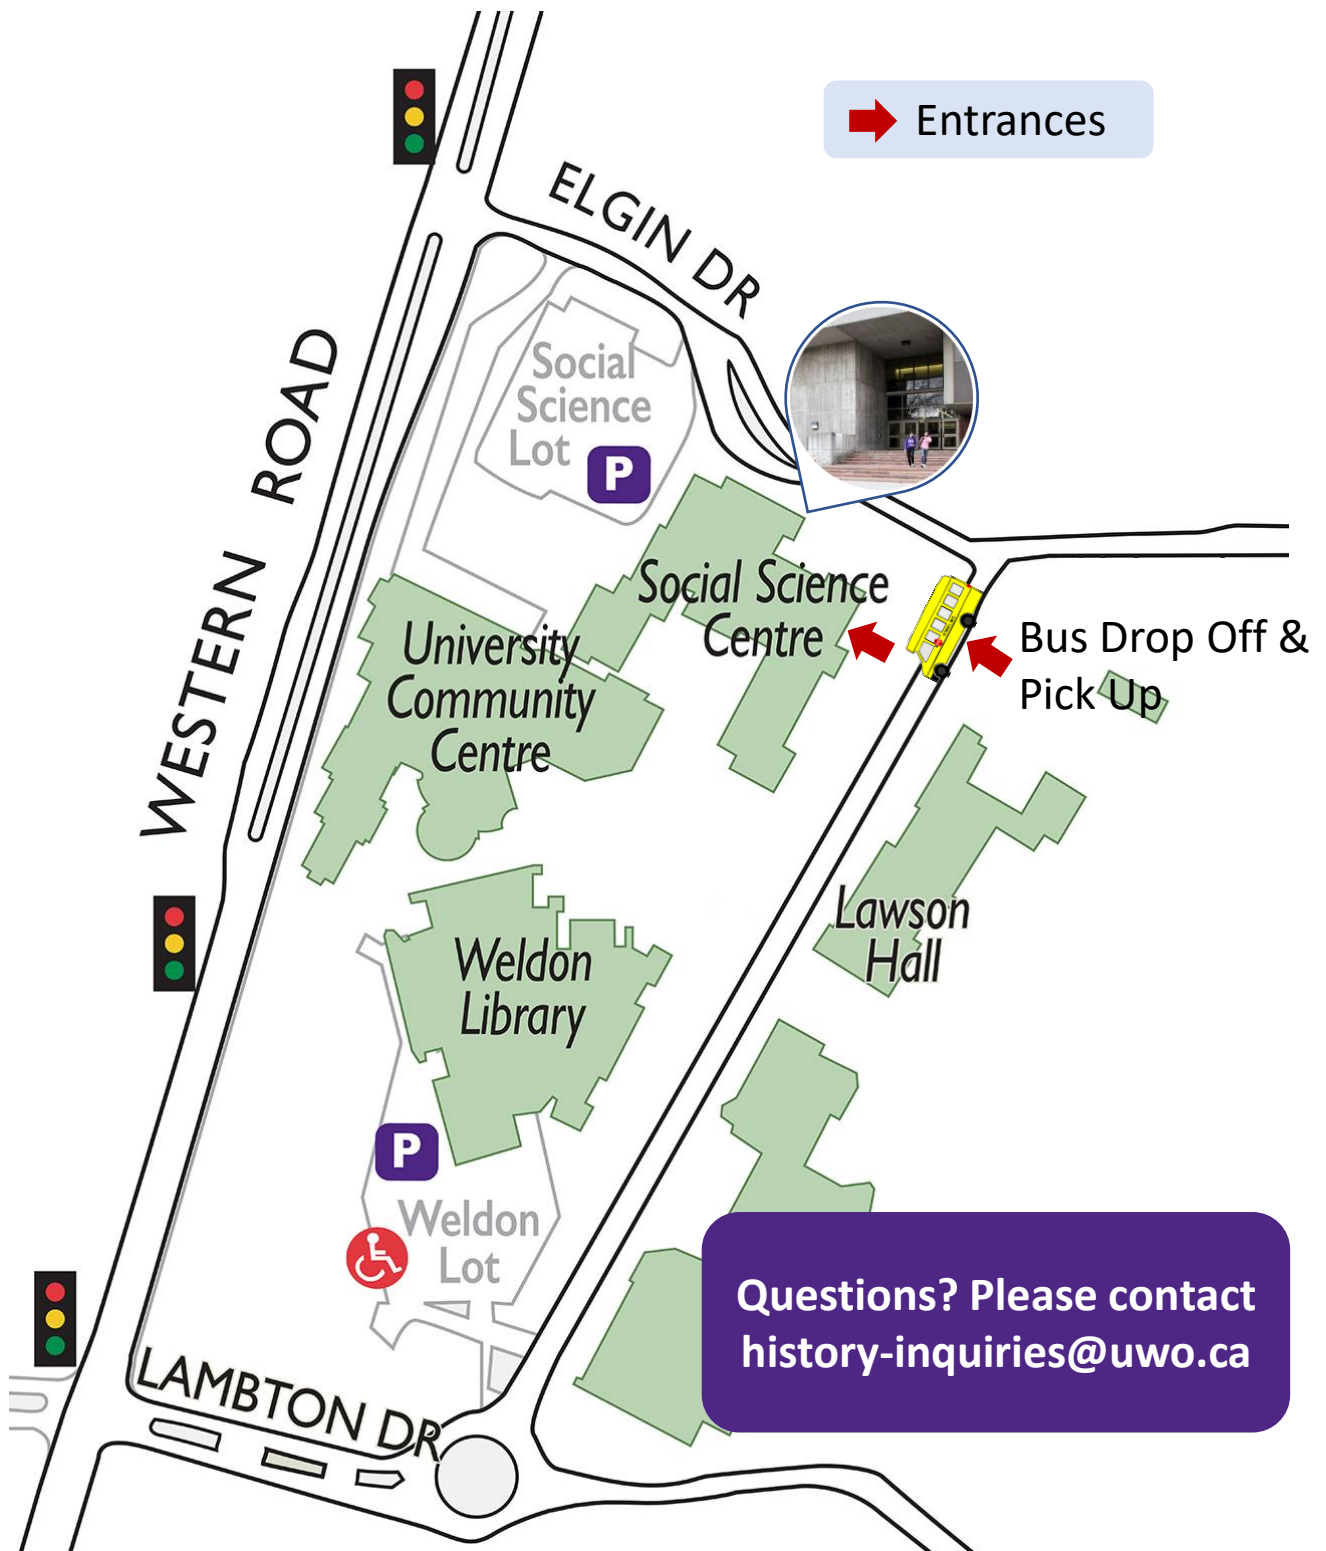 Entrances
ELGIN DR
WESTERN ROAD
Social
Science
Lot
P
Social Science
Centre
University
Community
Centre
Bus Drop Off &
Pick Up
Lawson
Hall
Weldon
Library
P
Weldon
Lot
Questions? Please contact
history-inquiries@uwo.ca
LAMBTON DR